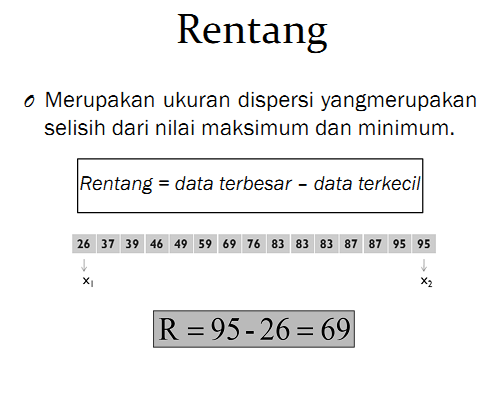 Rentang
o Merupakan ukuran dispersi yangmerupakan
selisih dari nilai maksimum dan minimum.
Rentang = data terbesar – data terkecil
26 37 39 46 49 59 69 76 83 83 83 87 87 95 95
↓ ↓
x₁ x₂
R = 95 - 26 = 69